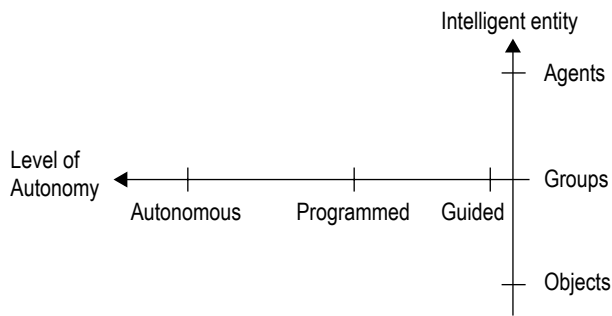 Intelligent entity
Agents
Level of
Autonomy
Groups
Autonomous
Programmed
Guided
Objects